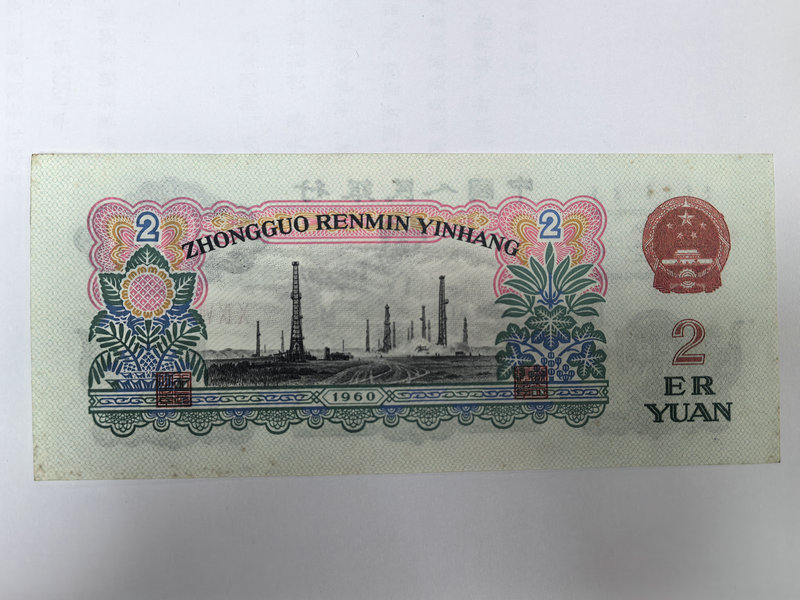 2
2
ZHONGGUO RENMIN YINHANG
1960
2
ER
YUAN